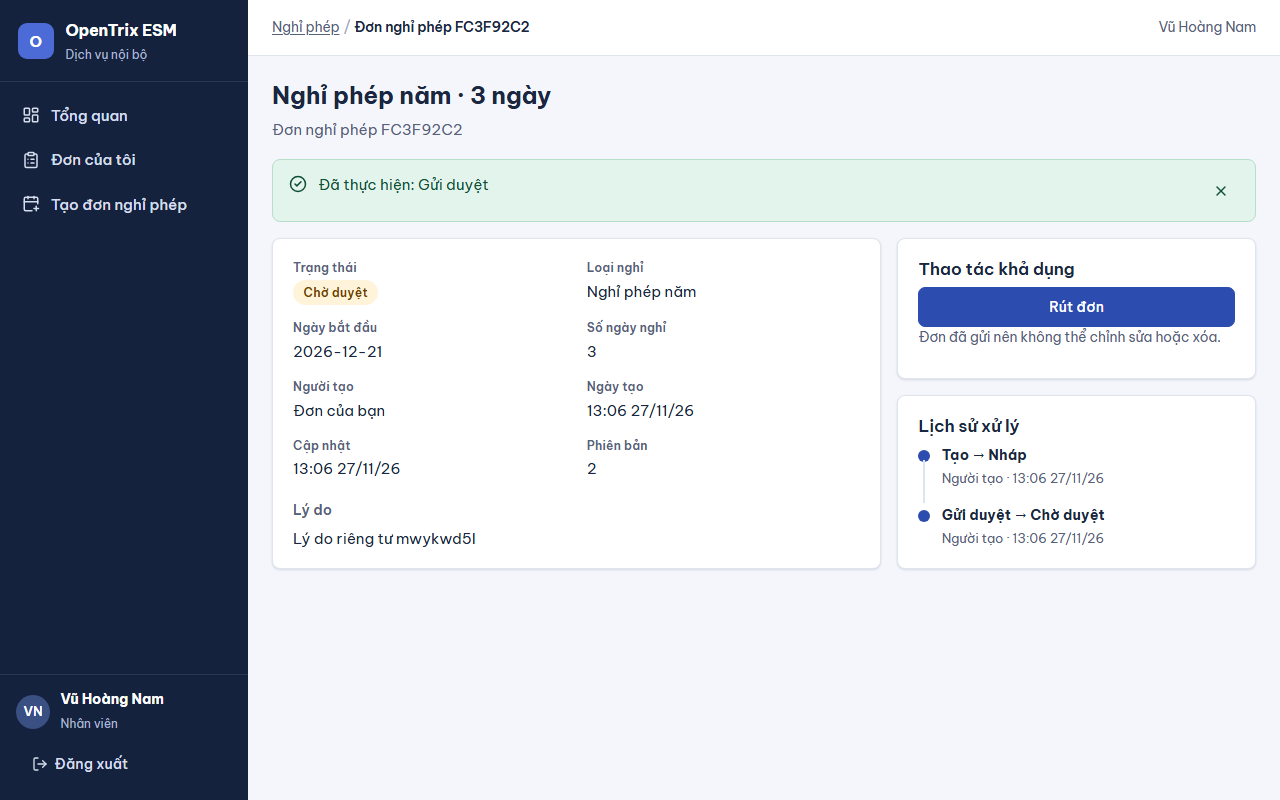 O
OpenTrix ESM
Dịch vụ nội bộ
Tổng quan
Đơn của tôi
Tạo đơn nghỉ phép
VN
Vũ Hoàng Nam
Nhân viên
Đăng xuất
Nghỉ phép / Đơn nghỉ phép FC3F92C2
Vũ Hoàng Nam
Nghỉ phép năm · 3 ngày
Đơn nghỉ phép FC3F92C2
Đã thực hiện: Gửi duyệt
Trạng thái
Chờ duyệt
Loại nghỉ
Nghỉ phép năm
Ngày bắt đầu
2026-12-21
Số ngày nghỉ
3
Người tạo
Đơn của bạn
Ngày tạo
13:06 27/11/26
Cập nhật
13:06 27/11/26
Phiên bản
2
Lý do
Lý do riêng tư mwykwd5l
Thao tác khả dụng
Rút đơn
Đơn đã gửi nên không thể chỉnh sửa hoặc xóa.
Lịch sử xử lý
Tạo → Nháp
Người tạo · 13:06 27/11/26
Gửi duyệt → Chờ duyệt
Người tạo · 13:06 27/11/26